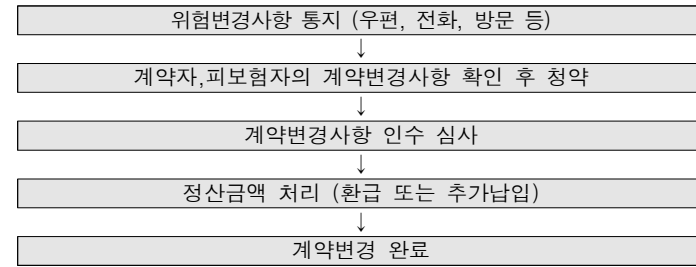 위험변경사항 통지 (우편, 전화, 방문 등)
↓
계약자,피보험자의 계약변경사항 확인 후 청약
↓
계약변경사항 인수 심사
↓
정산금액 처리 (환급 또는 추가납입)
↓
계약변경 완료